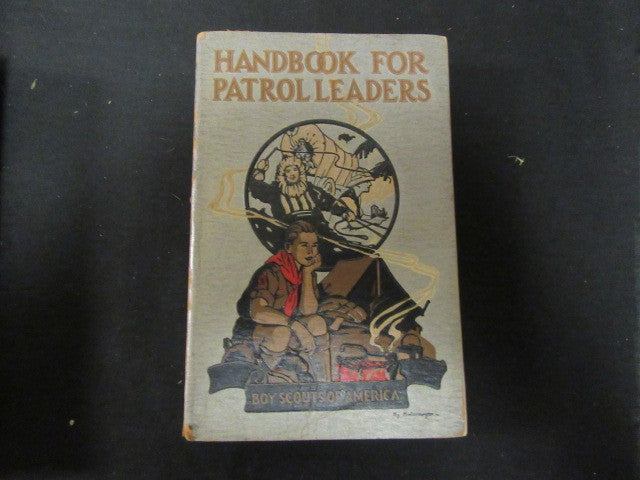 HANDBOOK FOR
PATROL LEADERS
BOY SCOUTS OF AMERICA